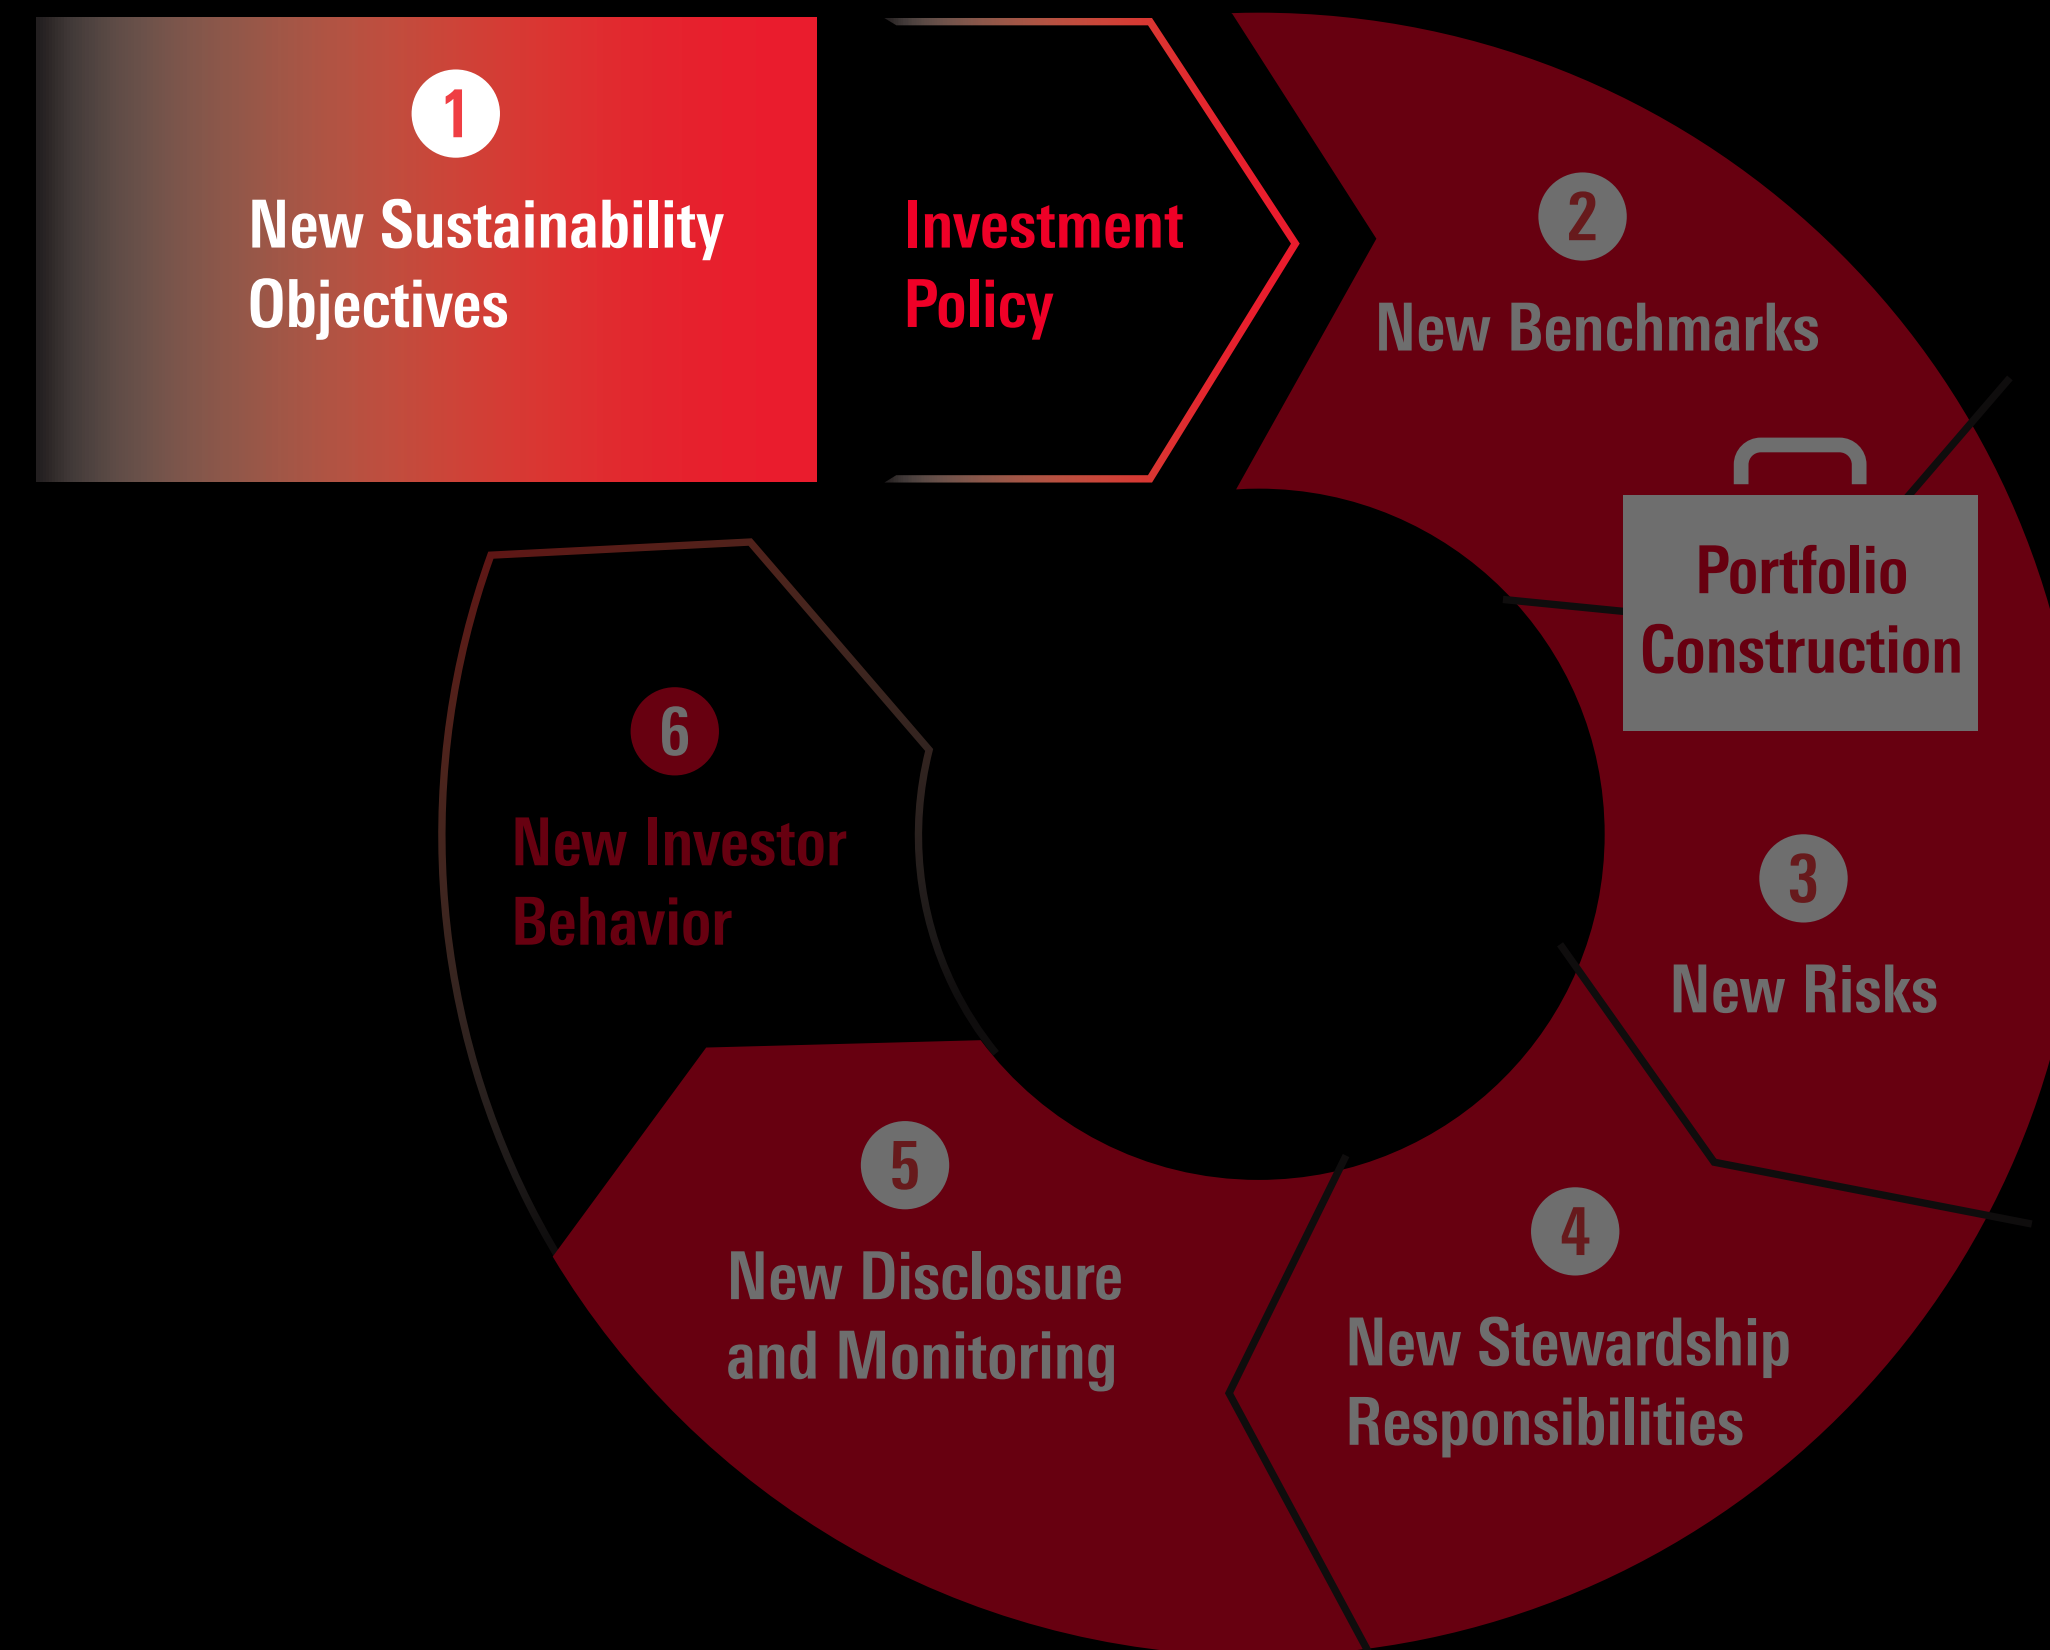 1
New Sustainability
Objectives
Investment
Policy
2
New Benchmarks
Portfolio
Construction
3
New Risks
4
New Stewardship
Responsibilities
5
New Disclosure
and Monitoring
6
New Investor
Behavior